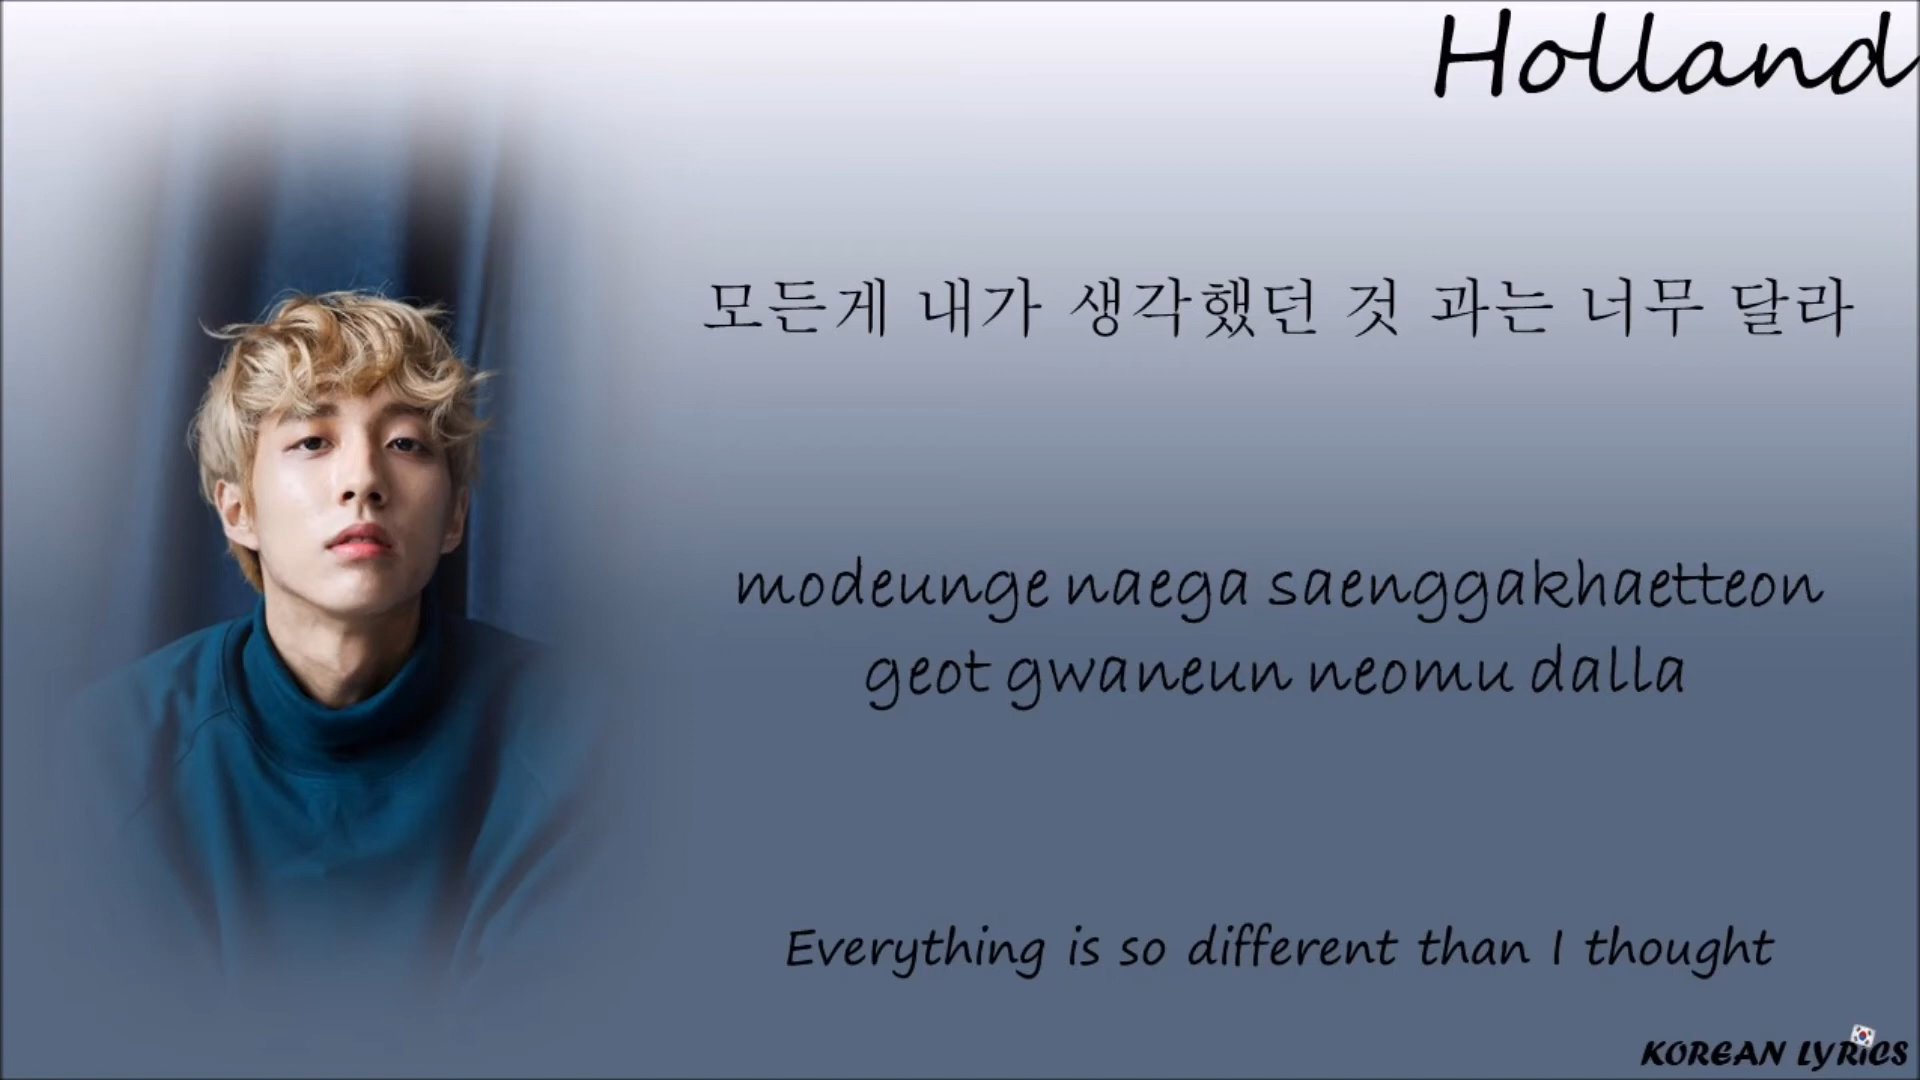 Holland
모든게 내가 생각했던 것 과는 너무 달라
modeunge naega saenggakhaetteon
geot gwaneun neomu dalla
Everything is so different than I thought
KOREAN LYRICS